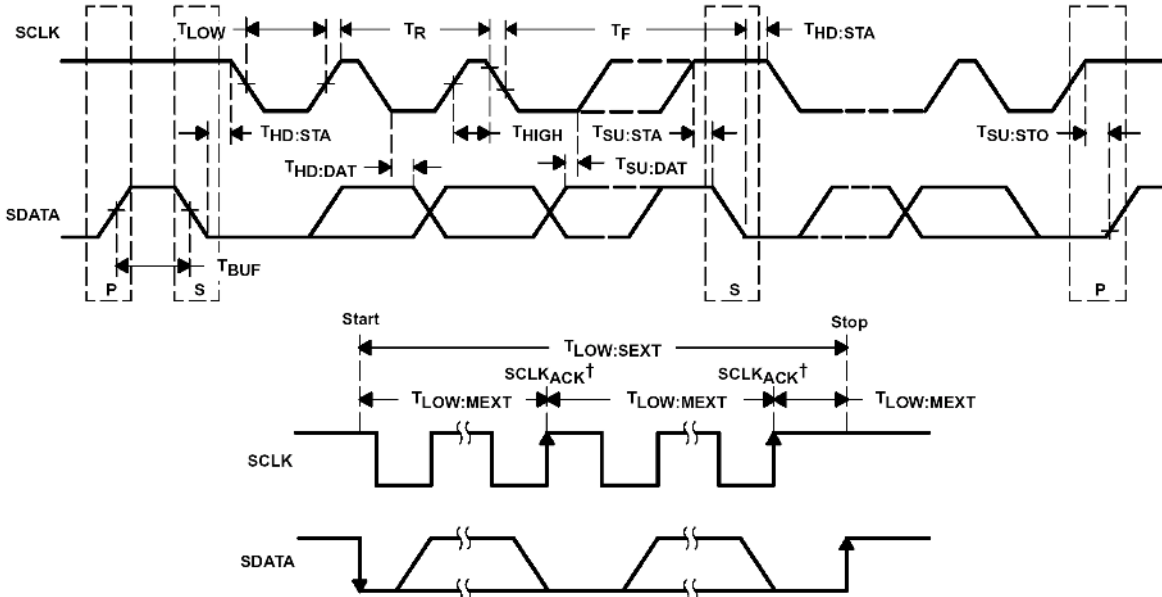 SCLK
TLOW
TR
TF
THD:STA
THD:STA
THIGH
TSU:STA
TSU:STO
THD:DAT
TSU:DAT
SDATA
TBUF
P
S
S
P
Start
Stop
TLOW:SEXT
SCLKACK†
SCLKACK†
TLOW:MEXT
TLOW:MEXT
TLOW:MEXT
SCLK
SDATA